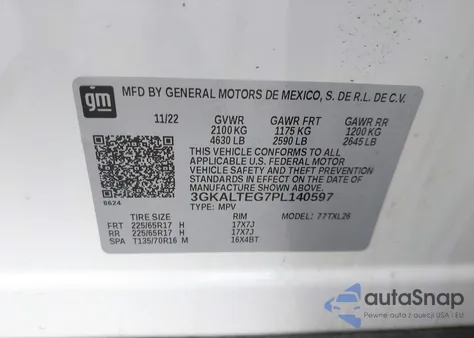 gm
MFD BY GENERAL MOTORS DE MEXICO, S. DE R.L. DE C.V.
11/22 GVWR GAWR FRT GAWR RR
2100 KG 1175 KG 1200 KG
4630 LB 2590 LB 2645 LB
THIS VEHICLE CONFORMS TO ALL
APPLICABLE U.S. FEDERAL MOTOR
VEHICLE SAFETY AND THEFT
PREVENTION STANDARDS IN EFFECT
ON THE DATE OF MANUFACTURE
SHOWN ABOVE.
3GKALTEG7PL140597
8624 TYPE: MPV MODEL: 77TXL26
TIRE SIZE RIM
FRT 225/65R17 H 17X7J
RR 225/65R17 H 17X7J
SPA T135/70R16 M 16X4BT
autoSnap
Pewne auta z aukcji USA i EU